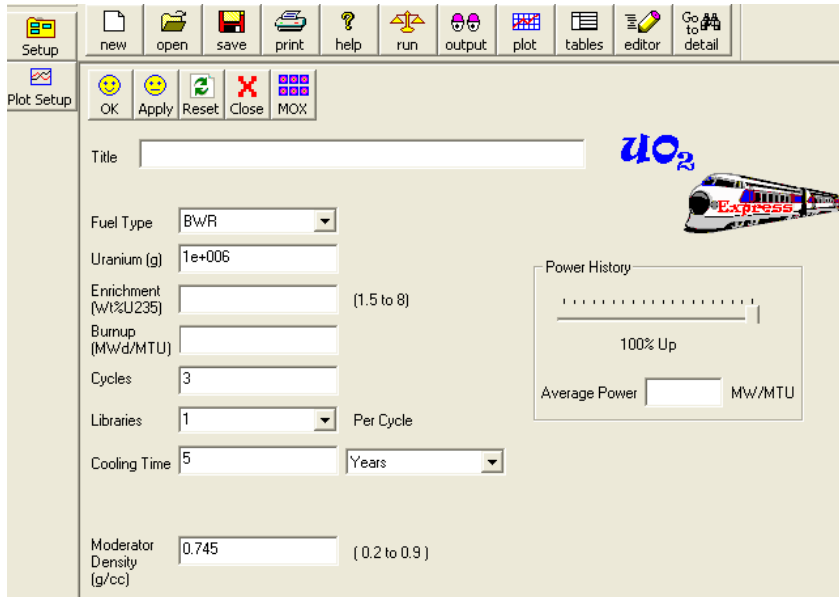 Setup
new open save print help run output plot tables editor Go to detail
Plot Setup
OK Apply Reset Close MOX
Title
UO2
Express
Fuel Type BWR
Uranium (g) 1e+006
Enrichment
(Wt%U235) (1.5 to 8)
Burnup
(MWd/MTU)
Cycles 3
Libraries 1 Per Cycle
Cooling Time 5 Years
Power History
100% Up
Average Power MW/MTU
Moderator
Density
(g/cc) 0.745 ( 0.2 to 0.9 )